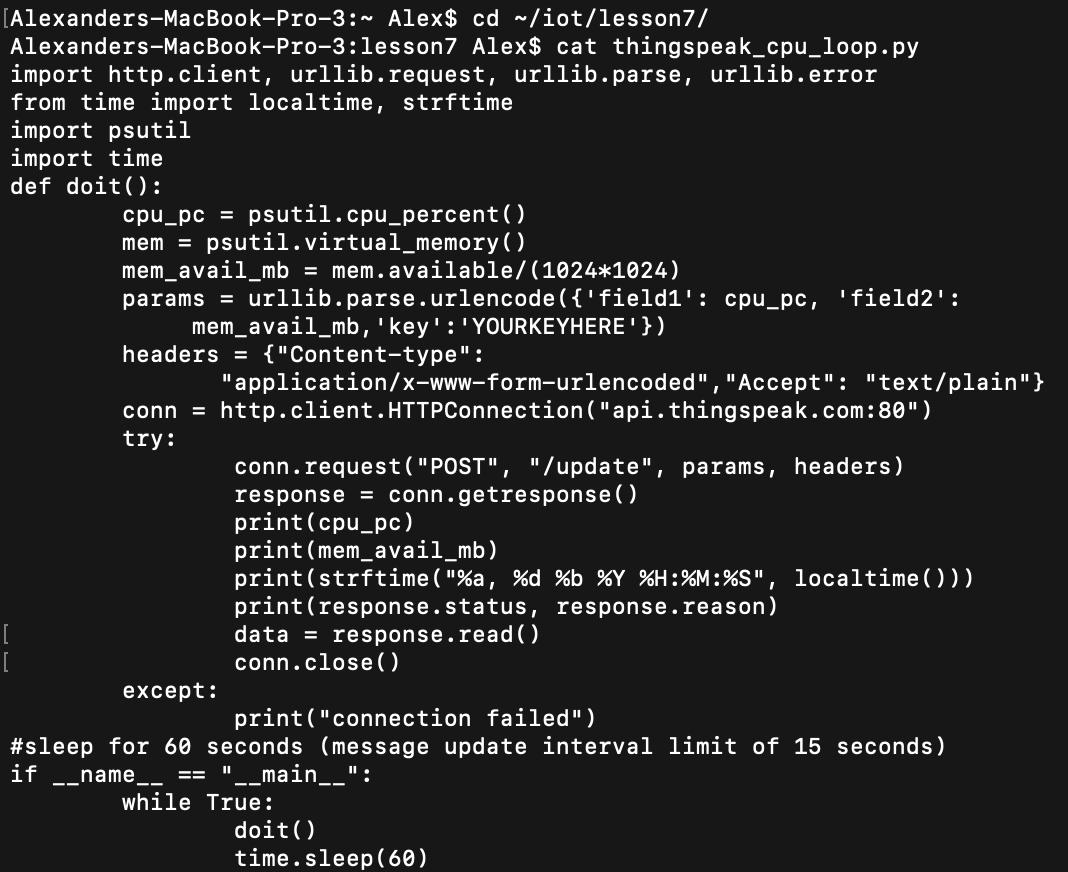 [Alexanders-MacBook-Pro-3:~ Alex$ cd ~/iot/lesson7/
Alexanders-MacBook-Pro-3:lesson7 Alex$ cat thingspeak_cpu_loop.py
import http.client, urllib.request, urllib.parse, urllib.error
from time import localtime, strftime
import psutil
import time
def doit():
        cpu_pc = psutil.cpu_percent()
        mem = psutil.virtual_memory()
        mem_avail_mb = mem.available/(1024*1024)
        params = urllib.parse.urlencode({'field1': cpu_pc, 'field2':
             mem_avail_mb,'key':'YOURKEYHERE'})
        headers = {"Content-type":
               "application/x-www-form-urlencoded","Accept": "text/plain"}
        conn = http.client.HTTPConnection("api.thingspeak.com:80")
        try:
                conn.request("POST", "/update", params, headers)
                response = conn.getresponse()
                print(cpu_pc)
                print(mem_avail_mb)
                print(strftime("%a, %d %b %Y %H:%M:%S", localtime()))
                print(response.status, response.reason)
[                data = response.read()
[                conn.close()
        except:
                print("connection failed")
#sleep for 60 seconds (message update interval limit of 15 seconds)
if __name__ == "__main__":
        while True:
                doit()
                time.sleep(60)